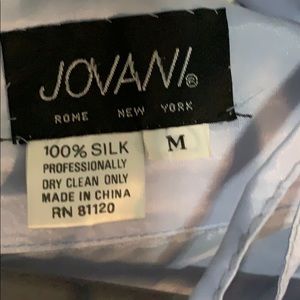 JOVANI®
ROME NEW YORK
100% SILK
PROFESSIONALLY
DRY CLEAN ONLY
MADE IN CHINA
RN 81120
M